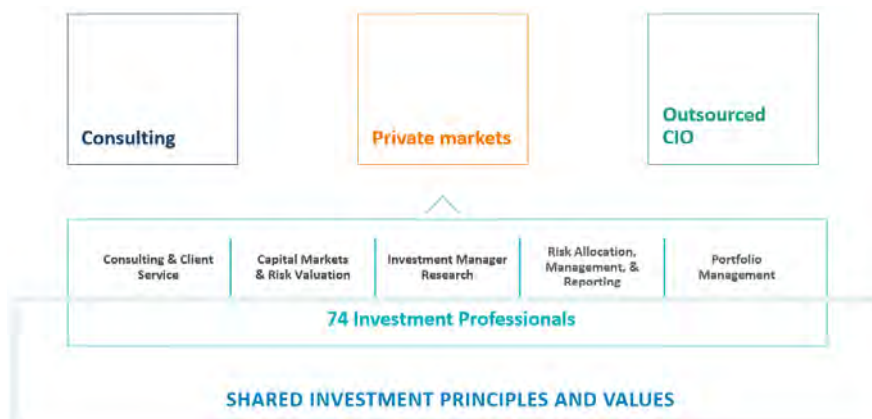 Consulting
Private markets
Outsourced
CIO
Consulting & Client
Service
Capital Markets
& Risk Valuation
Investment Manager
Research
Risk Allocation,
Management, &
Reporting
Portfolio
Management
74 Investment Professionals
SHARED INVESTMENT PRINCIPLES AND VALUES